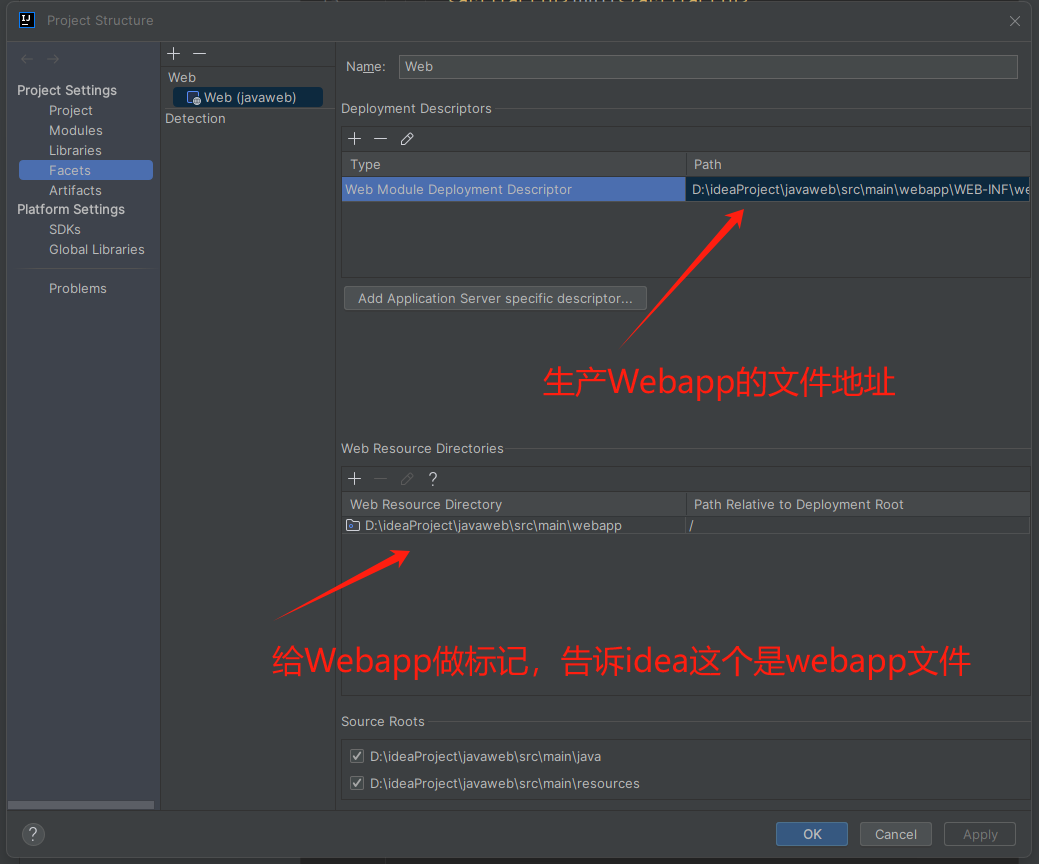 Project Structure
Project Settings
Project
Modules
Libraries
Facets
Artifacts
Platform Settings
SDKs
Global Libraries
Problems
Web
Web (javaweb)
Detection
Name:
Web
Deployment Descriptors
Type
Path
Web Module Deployment Descriptor
D:\ideaProject\javaweb\src\main\webapp\WEB-INF\we
Add Application Server specific descriptor...
生产Webapp的文件地址
Web Resource Directories
?
Web Resource Directory
Path Relative to Deployment Root
D:\ideaProject\javaweb\src\main\webapp
/
给Webapp做标记，告诉idea这个是webapp文件
Source Roots
D:\ideaProject\javaweb\src\main\java
D:\ideaProject\javaweb\src\main\resources
?
OK
Cancel
Apply